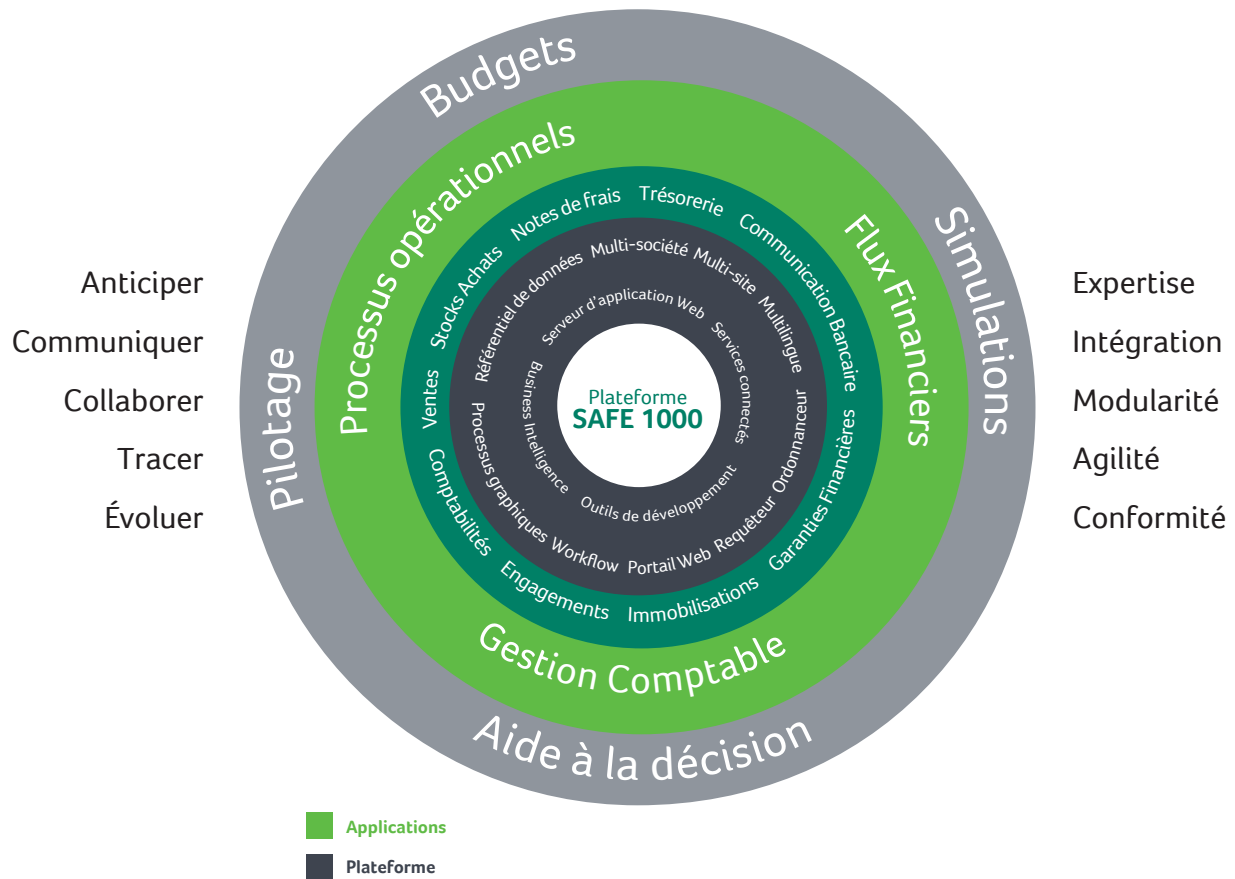 Budgets
Simulations
Aide à la décision
Pilotage
Processus opérationnels
Flux Financiers
Gestion Comptable
Trésorerie
Communication Bancaire
Garanties Financières
Immobilisations
Engagements
Comptabilités
Ventes
Stocks Achats
Notes de frais
Multi-société
Multi-site
Multilingue
Ordonnanceur
Requêteur
Portail Web
Workflow
Processus graphiques
Référentiel de données
Serveur d'application Web
Services connectés
Outils de développement
Business Intelligence
Plateforme
SAFE 1000
Anticiper
Communiquer
Collaborer
Tracer
Évoluer
Expertise
Intégration
Modularité
Agilité
Conformité
Applications
Plateforme